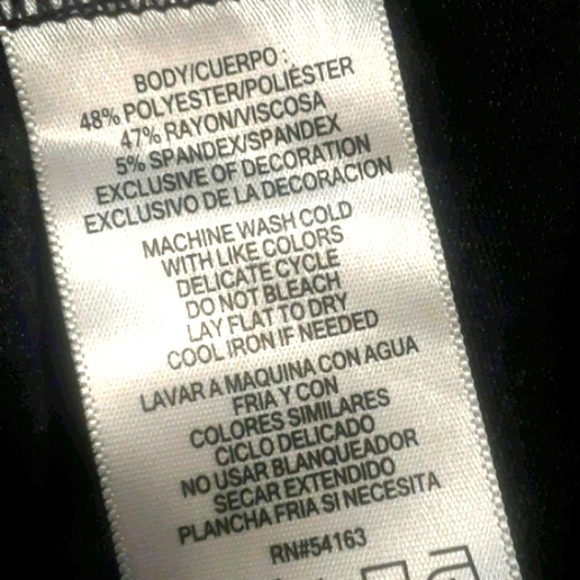 BODY/CUERPO:
48% POLYESTER/POLIÉSTER
47% RAYON/VISCOSA
5% SPANDEX/SPANDEX
EXCLUSIVE OF DECORATION
EXCLUSIVO DE LA DECORACION
MACHINE WASH COLD
WITH LIKE COLORS
DELICATE CYCLE
DO NOT BLEACH
LAY FLAT TO DRY
COOL IRON IF NEEDED
LAVAR A MAQUINA CON AGUA
FRIA Y CON
COLORES SIMILARES
CICLO DELICADO
NO USAR BLANQUEADOR
SECAR EXTENDIDO
PLANCHA FRIA SI NECESITA
RN#54163